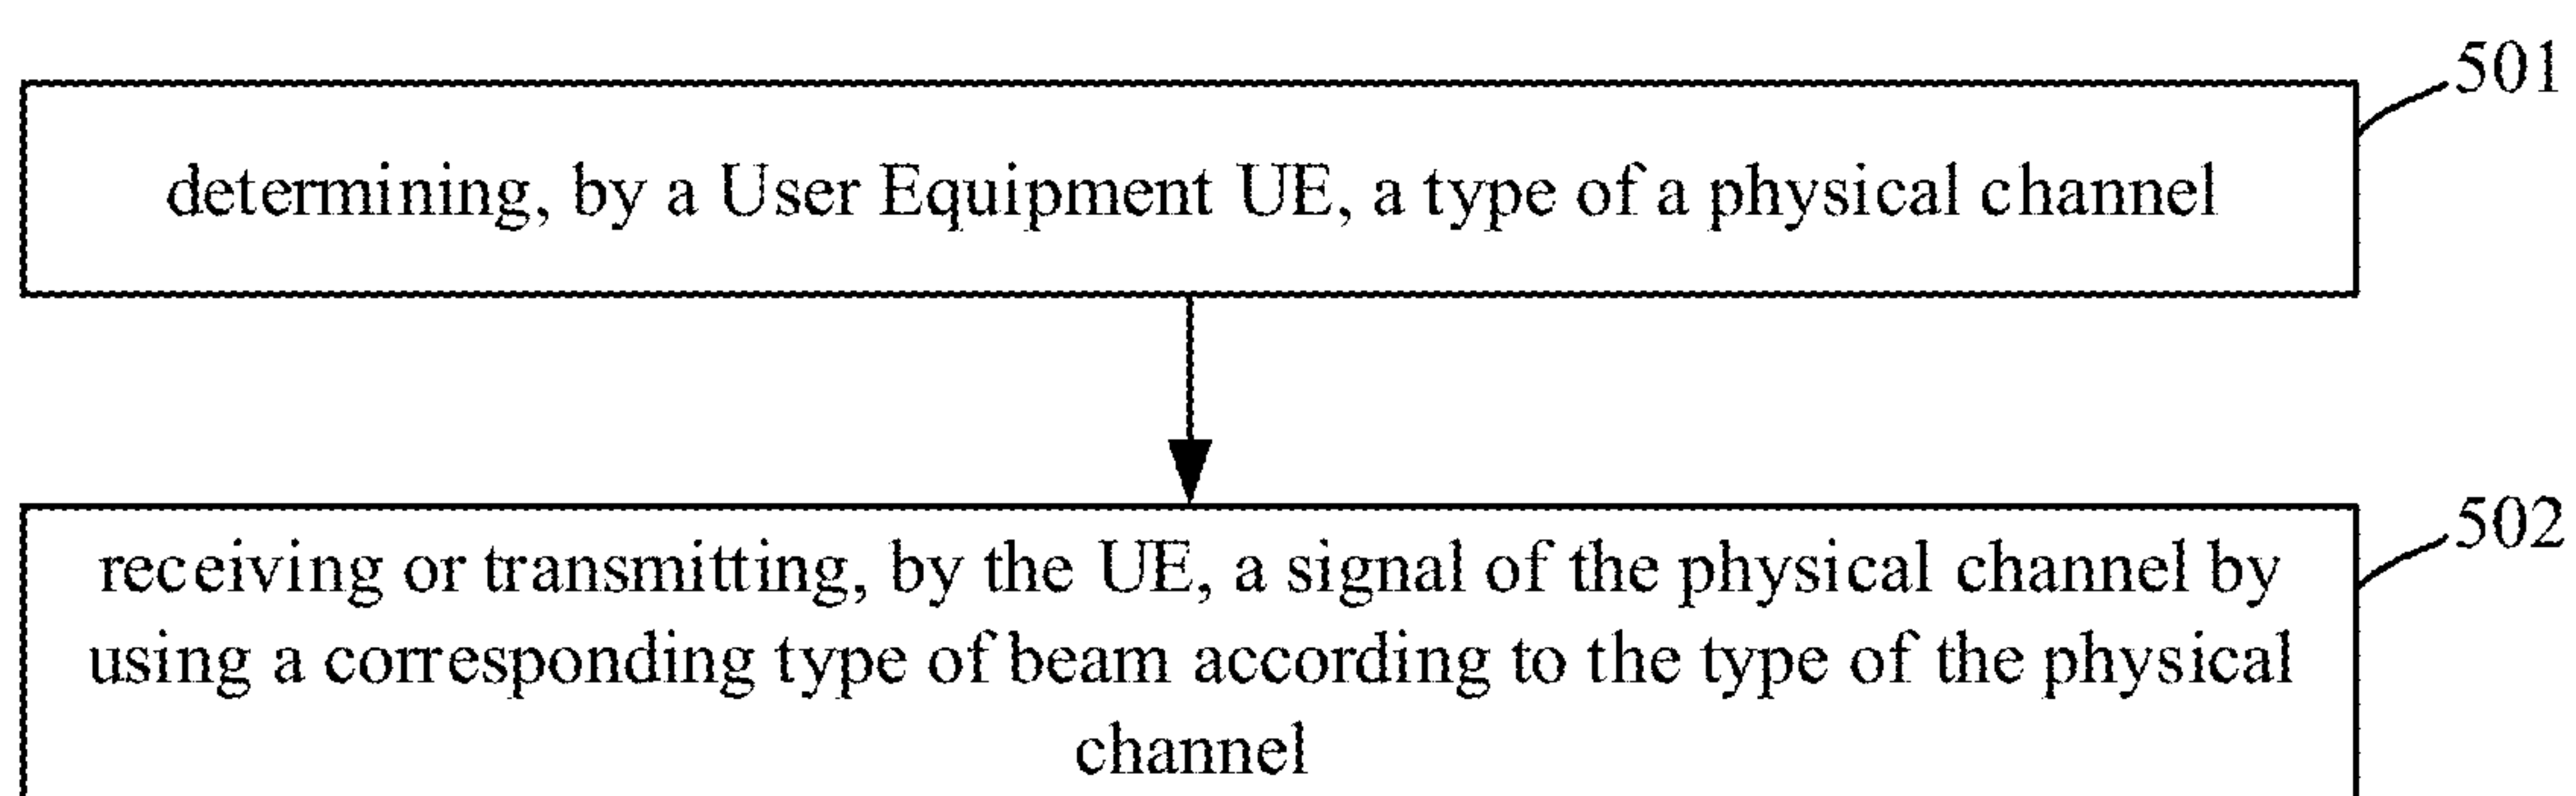 501
determining, by a User Equipment UE, a type of a physical channel
502
receiving or transmitting, by the UE, a signal of the physical channel by
using a corresponding type of beam according to the type of the physical
channel